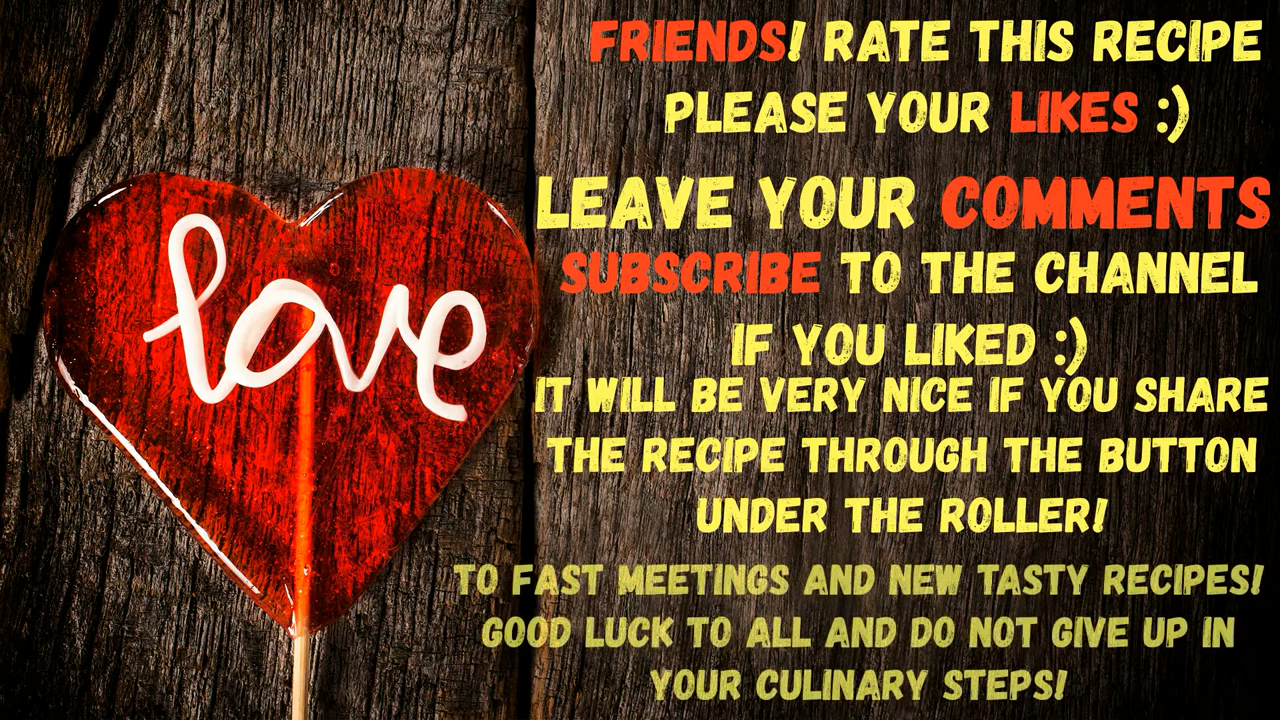 love
FRIENDS! RATE THIS RECIPE
PLEASE YOUR LIKES :)
LEAVE YOUR COMMENTS
SUBSCRIBE TO THE CHANNEL
IF YOU LIKED :)
IT WILL BE VERY NICE IF YOU SHARE
THE RECIPE THROUGH THE BUTTON
UNDER THE ROLLER!
TO FAST MEETINGS AND NEW TASTY RECIPES!
GOOD LUCK TO ALL AND DO NOT GIVE UP IN
YOUR CULINARY STEPS!